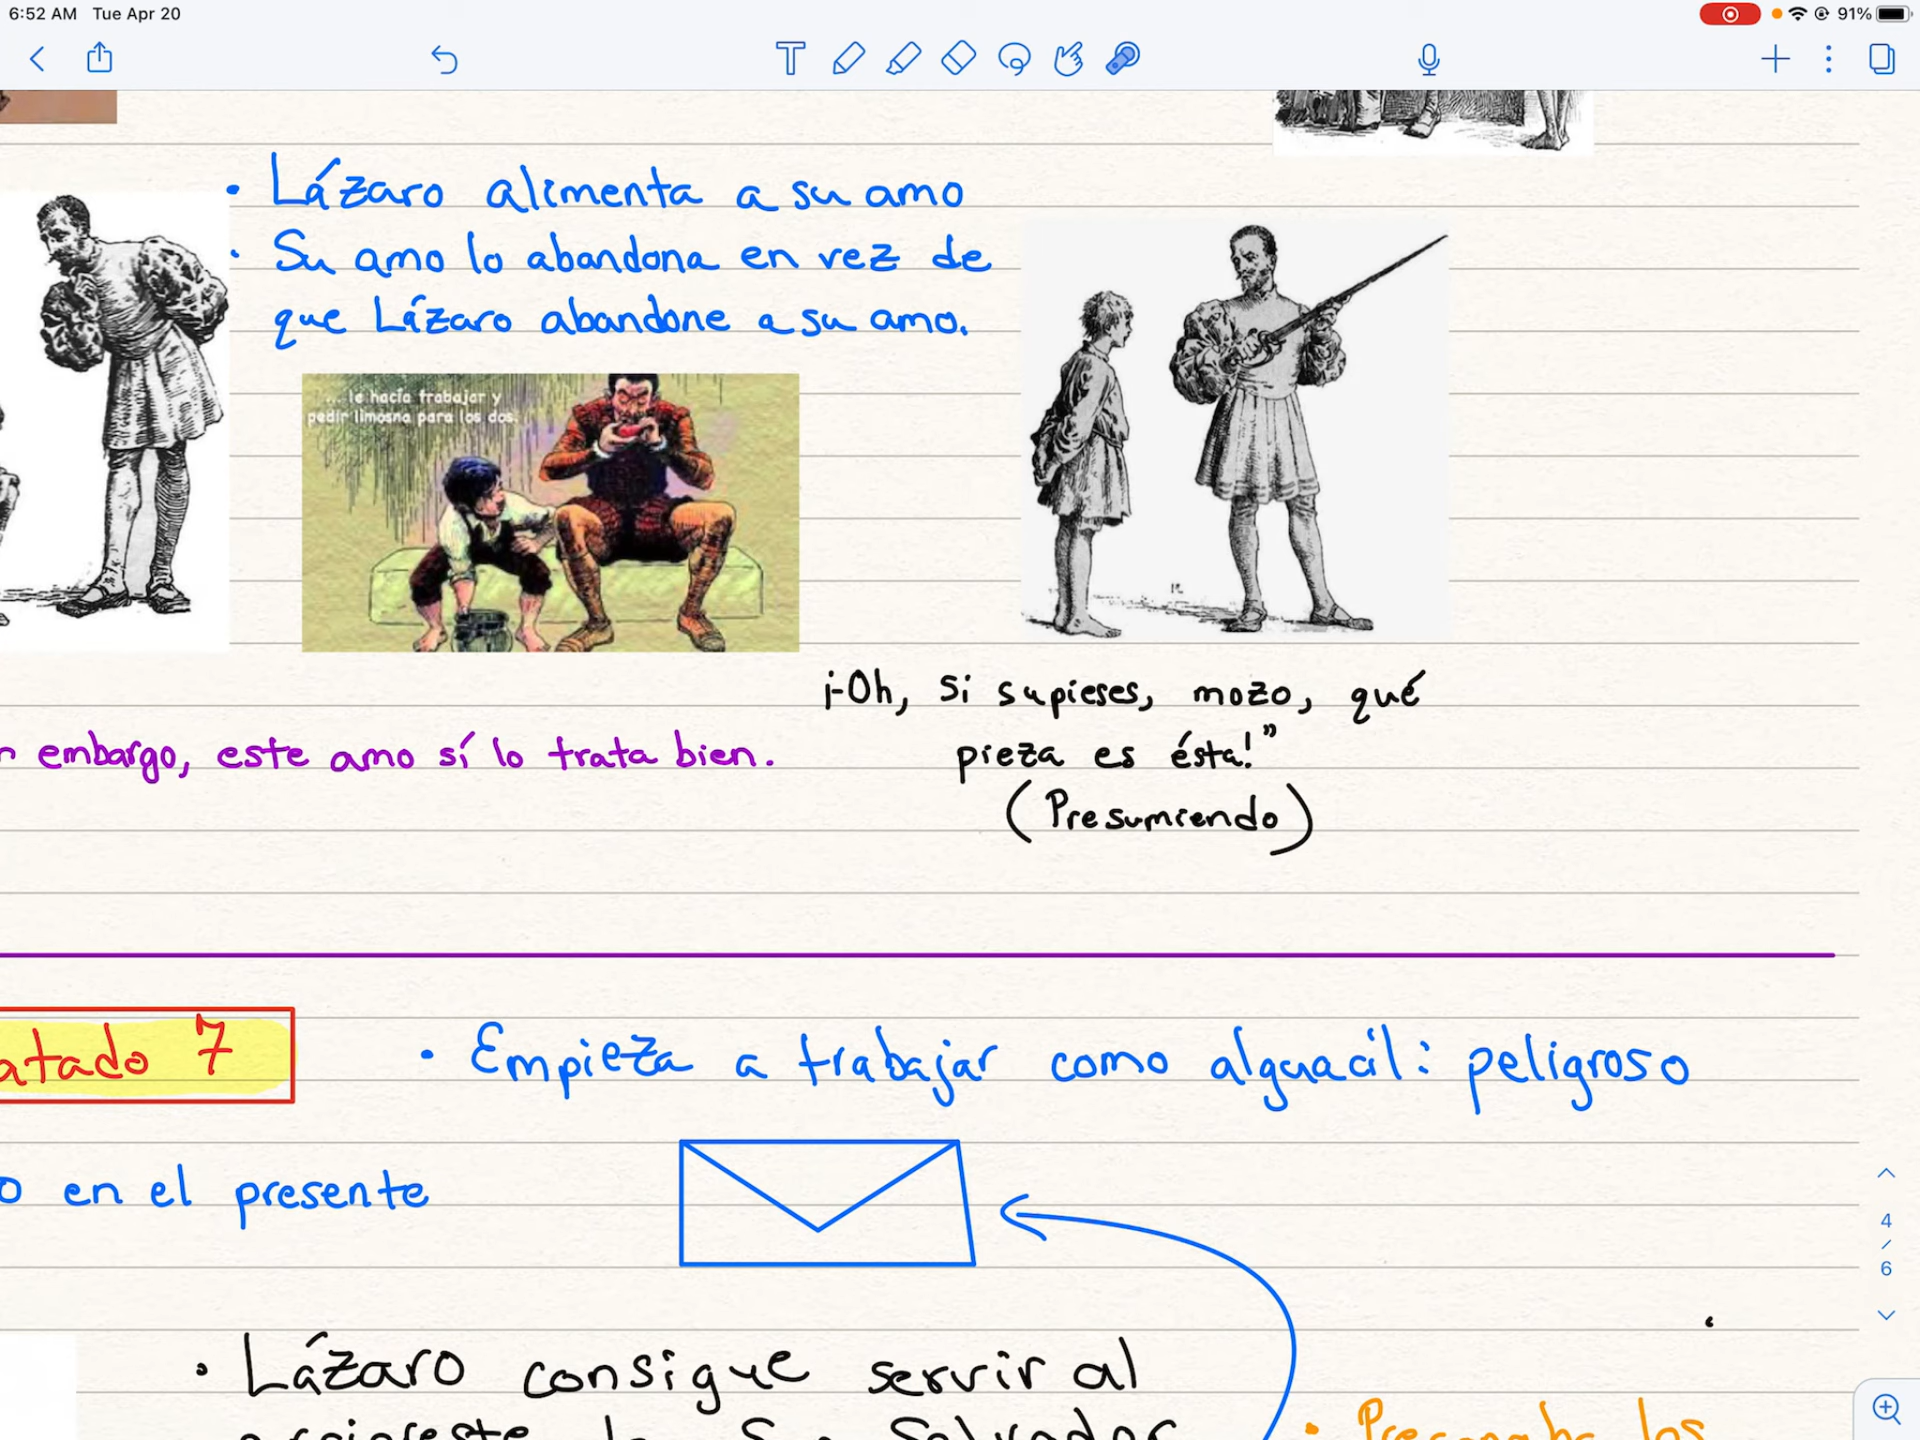 6:52 AM Tue Apr 20
91%
• Lázaro alimenta a su amo
• Su amo lo abandona en vez de
que Lázaro abandone a su amo.
... le hacía trabajar y
pedir limosna para los dos.
¡-Oh, si supieses, mozo, qué
pieza es ésta!”
(Presumiendo)
embargo, este amo sí lo trata bien.
atado 7
• Empieza a trabajar como alguacil: peligroso
o en el presente
4
/
6
• Lázaro consigue servir al
Salvador